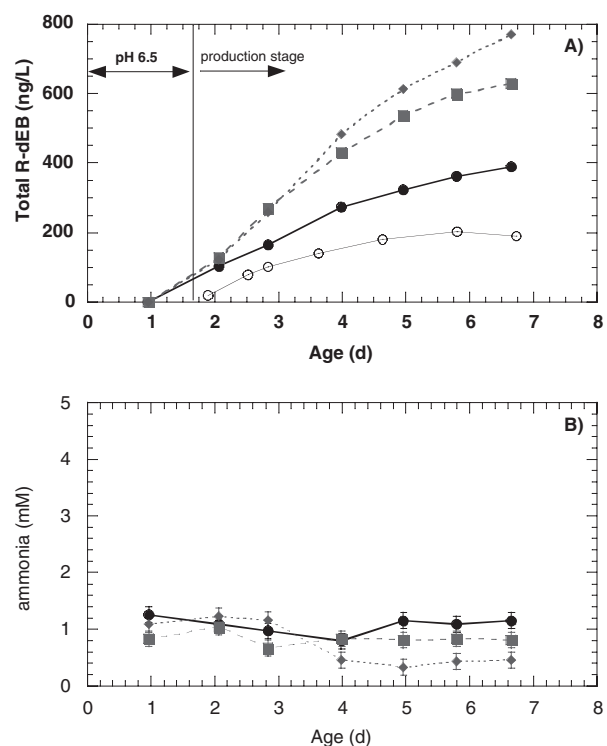 A)
pH 6.5
production stage
Total R-dEB (ng/L)
800
600
400
200
0
0 1 2 3 4 5 6 7 8
Age (d)
B)
ammonia (mM)
5
4
3
2
1
0
0 1 2 3 4 5 6 7 8
Age (d)